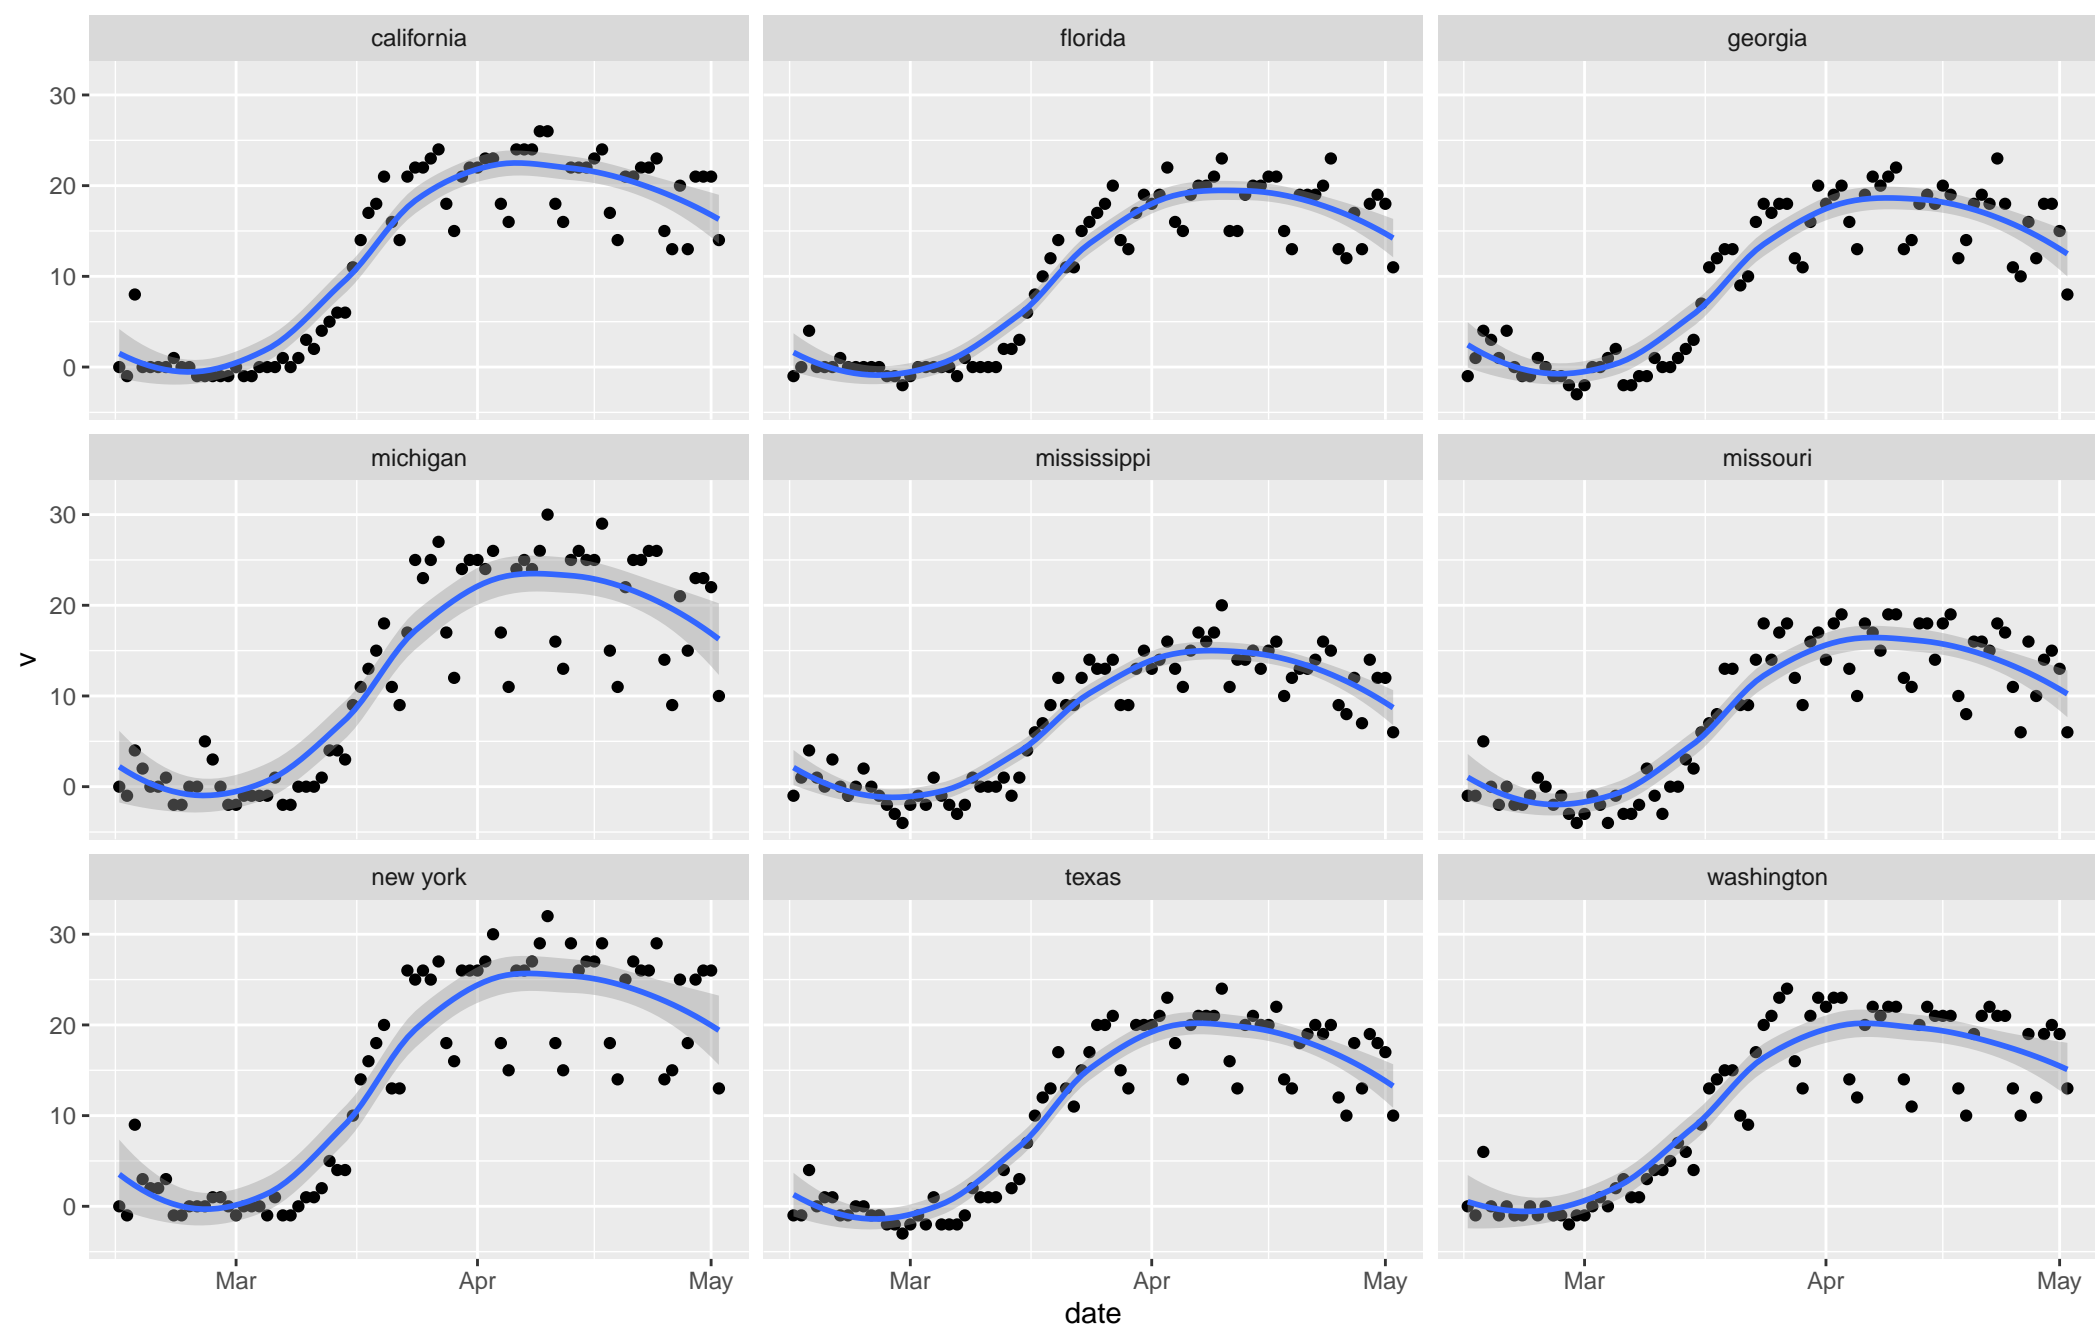 california
florida
georgia
30
20
10
0
michigan
mississippi
missouri
30
20
10
0
v
new york
texas
washington
30
20
10
0
Mar Apr May Mar Apr May Mar Apr May
date